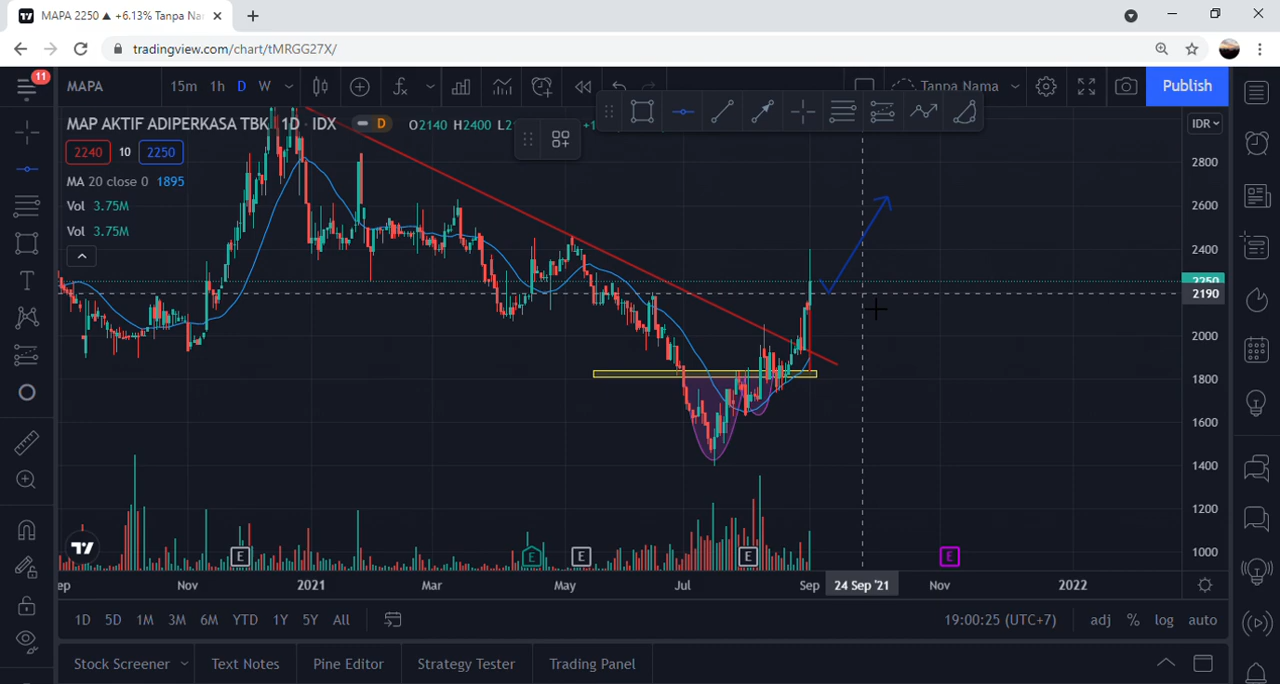 MAPA 2250 ▲ +6.13% Tanpa Na
tradingview.com/chart/tMRGG27X/
11
MAPA 15m 1h D W Tanpa Nama Publish
MAP AKTIF ADIPERKASA TBK 1D IDX D O2140 H2400
IDR
2240 10 2250
MA 20 close 0 1895
Vol 3.75M
Vol 3.75M
2800
2600
2400
2250
2190
2000
1800
1600
1400
1200
1000
E E E E E
Nov 2021 Mar May Jul Sep 24 Sep '21 Nov 2022
1D 5D 1M 3M 6M YTD 1Y 5Y All 19:00:25 (UTC+7) adj % log auto
Stock Screener Text Notes Pine Editor Strategy Tester Trading Panel